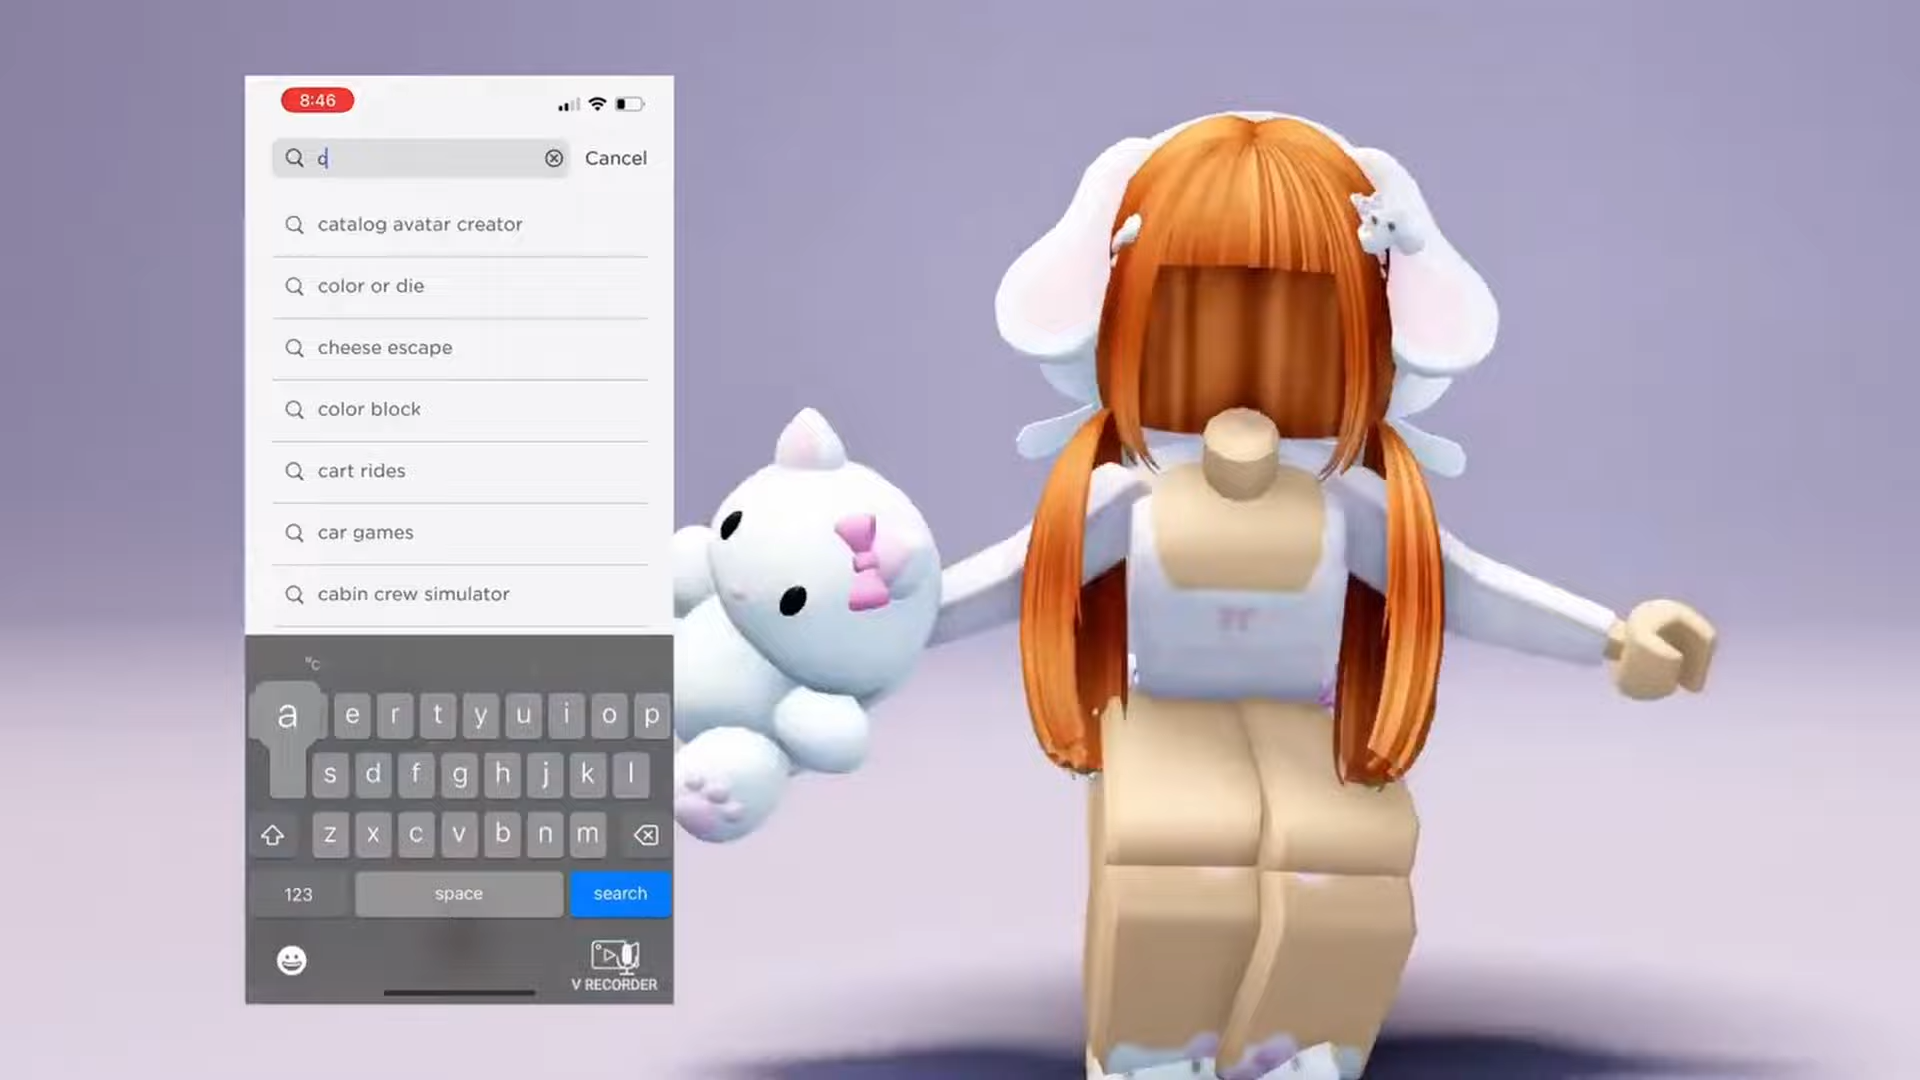 8:46
c
Cancel
catalog avatar creator
color or die
cheese escape
color block
cart rides
car games
cabin crew simulator
°c
a e r t y u i o p
s d f g h j k l
z x c v b n m
123 space search
V RECORDER